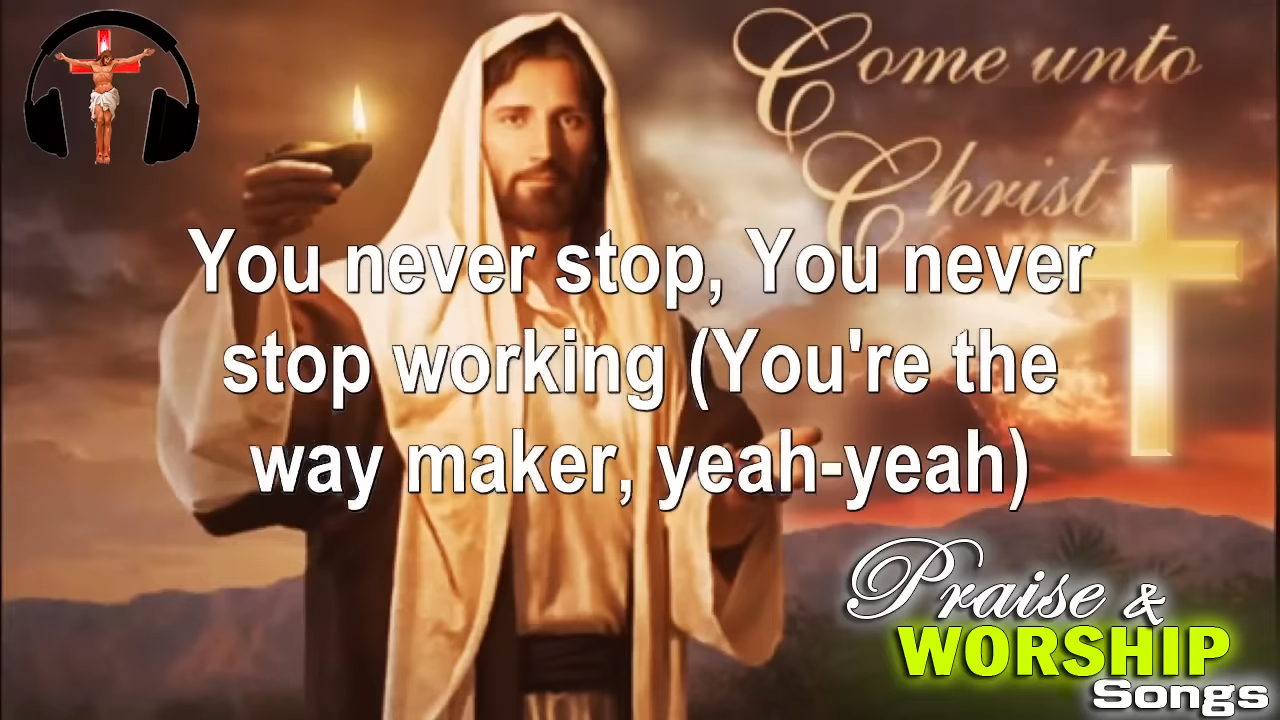 Come unto
Christ
You never stop, You never
stop working (You're the
way maker, yeah-yeah)
Praise &
WORSHIP
Songs